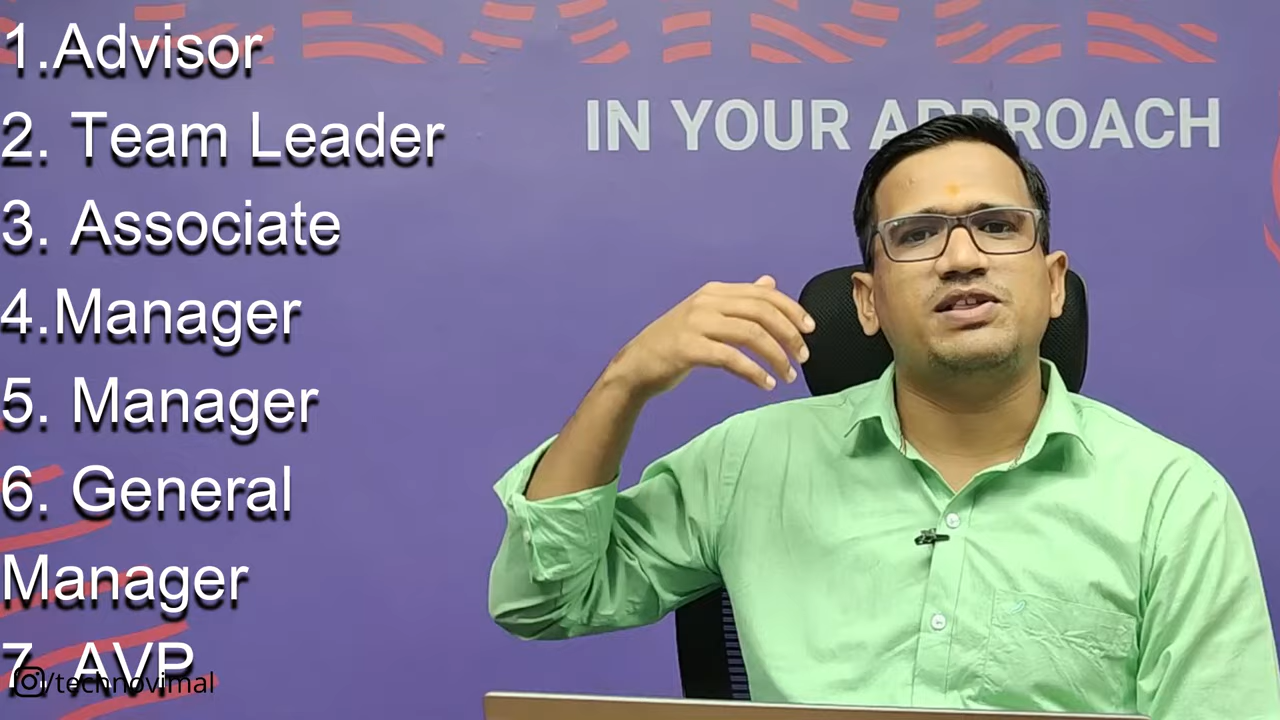 1.Advisor
2. Team Leader
3. Associate
4.Manager
5. Manager
6. General
Manager
7. AVP
/technovimal
IN YOUR APPROACH